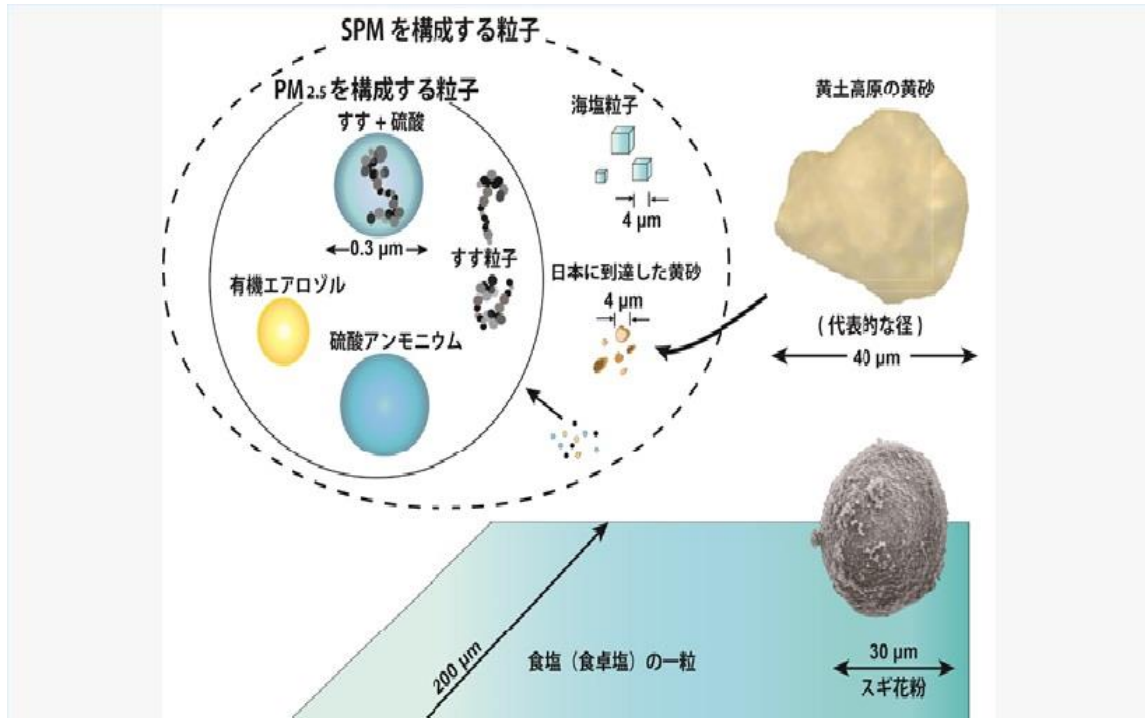 SPM を構成する粒子
PM2.5 を構成する粒子
すす + 硫酸
0.3 μm
すす粒子
有機エアロゾル
硫酸アンモニウム
海塩粒子
4 μm
日本に到達した黄砂
4 μm
黄土高原の黄砂
( 代表的な径 )
40 μm
200 μm
食塩（食卓塩）の一粒
30 μm
スギ花粉